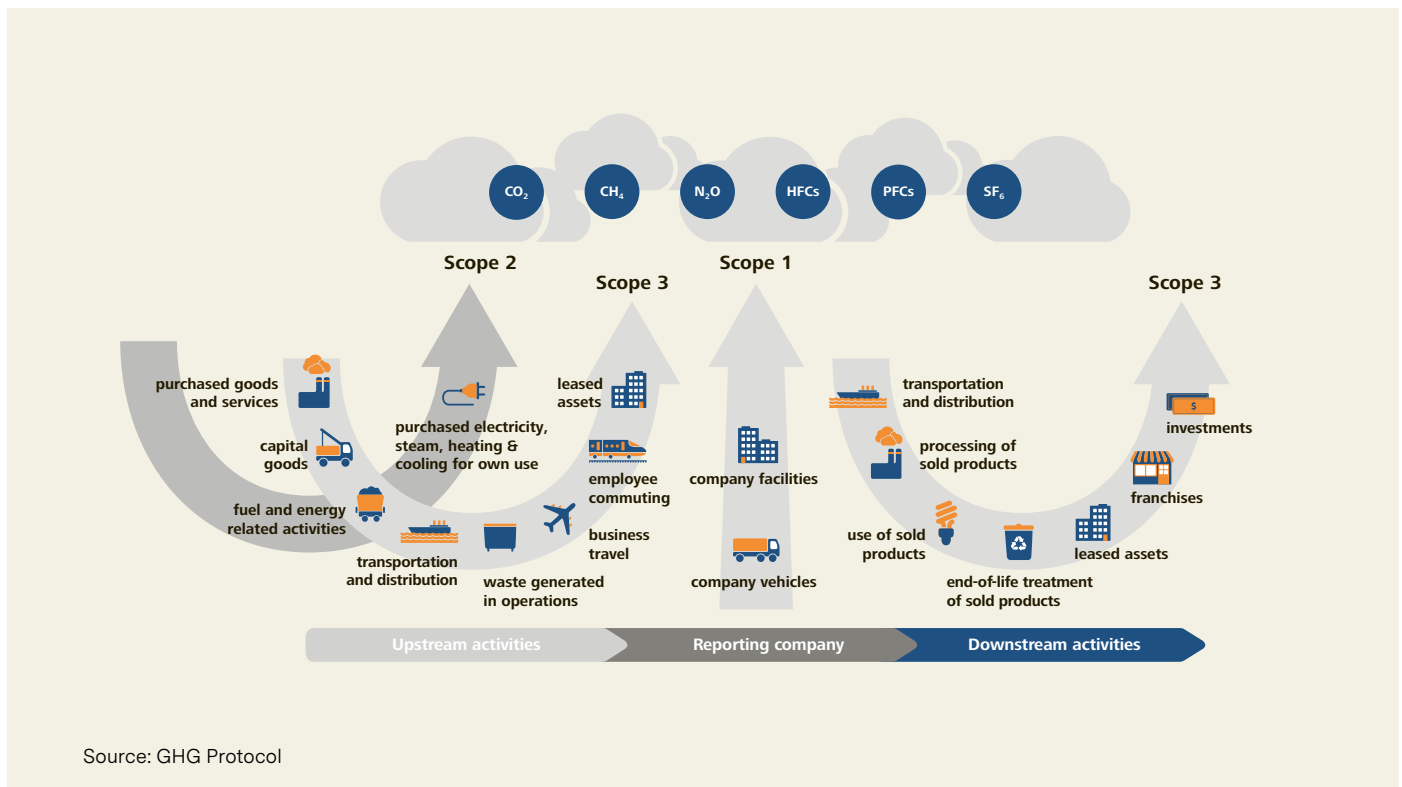 CO₂
CH₄
N₂O
HFCs
PFCs
SF₆
Scope 2
Scope 1
Scope 3
Scope 3
purchased goods
and services
capital
goods
fuel and energy
related activities
purchased electricity,
steam, heating &
cooling for own use
transportation
and distribution
waste generated
in operations
business
travel
employee
commuting
leased
assets
company facilities
company vehicles
transportation
and distribution
processing of
sold products
use of sold
products
end-of-life treatment
of sold products
leased assets
franchises
$
investments
Upstream activities
Reporting company
Downstream activities
Source: GHG Protocol